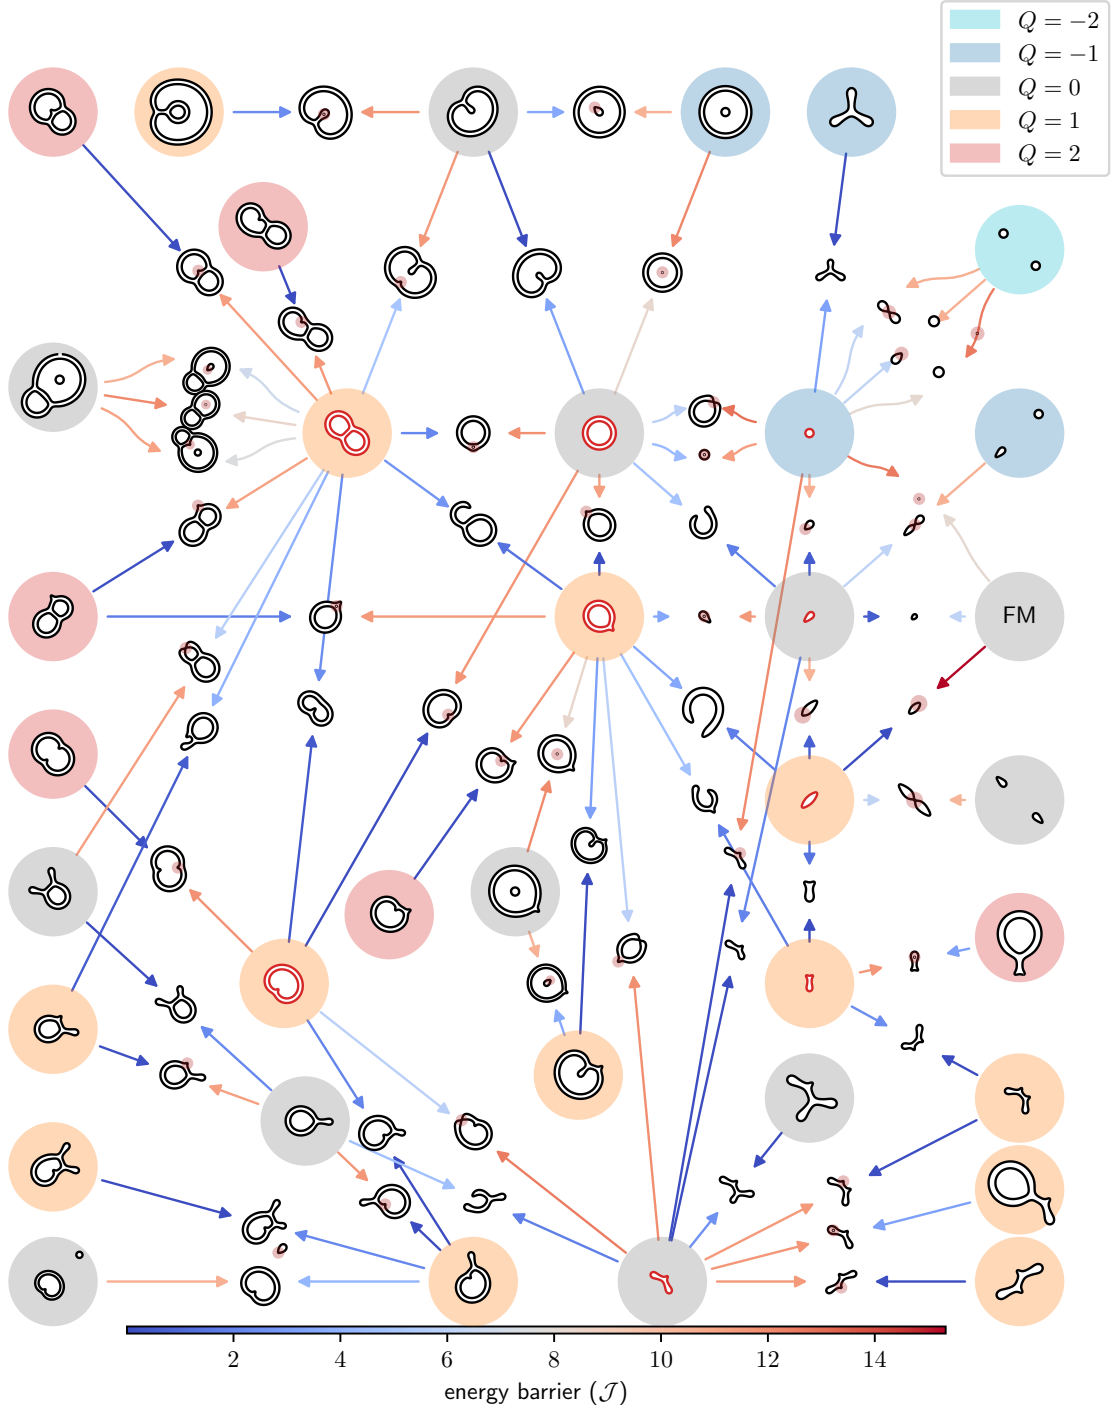 Q = −2
Q = −1
Q = 0
Q = 1
Q = 2
FM
2 4 6 8 10 12 14
energy barrier (𝒥)